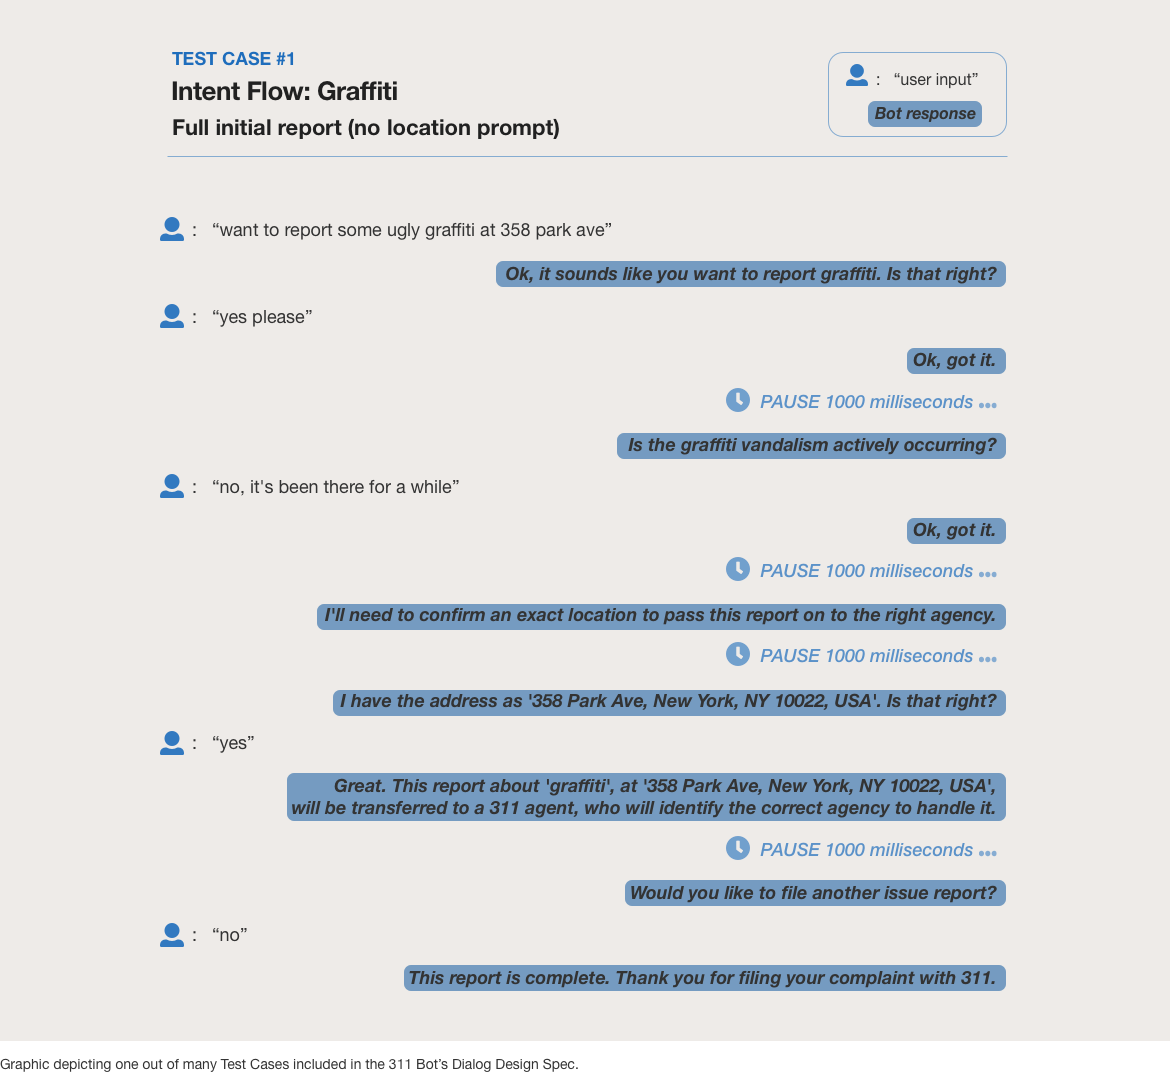 TEST CASE #1
Intent Flow: Graffiti
Full initial report (no location prompt)
: “user input”
Bot response
: “want to report some ugly graffiti at 358 park ave”
Ok, it sounds like you want to report graffiti. Is that right?
: “yes please”
Ok, got it.
PAUSE 1000 milliseconds ...
Is the graffiti vandalism actively occurring?
: “no, it's been there for a while”
Ok, got it.
PAUSE 1000 milliseconds ...
I'll need to confirm an exact location to pass this report on to the right agency.
PAUSE 1000 milliseconds ...
I have the address as '358 Park Ave, New York, NY 10022, USA'. Is that right?
: “yes”
Great. This report about 'graffiti', at '358 Park Ave, New York, NY 10022, USA',
will be transferred to a 311 agent, who will identify the correct agency to handle it.
PAUSE 1000 milliseconds ...
Would you like to file another issue report?
: “no”
This report is complete. Thank you for filing your complaint with 311.
Graphic depicting one out of many Test Cases included in the 311 Bot’s Dialog Design Spec.